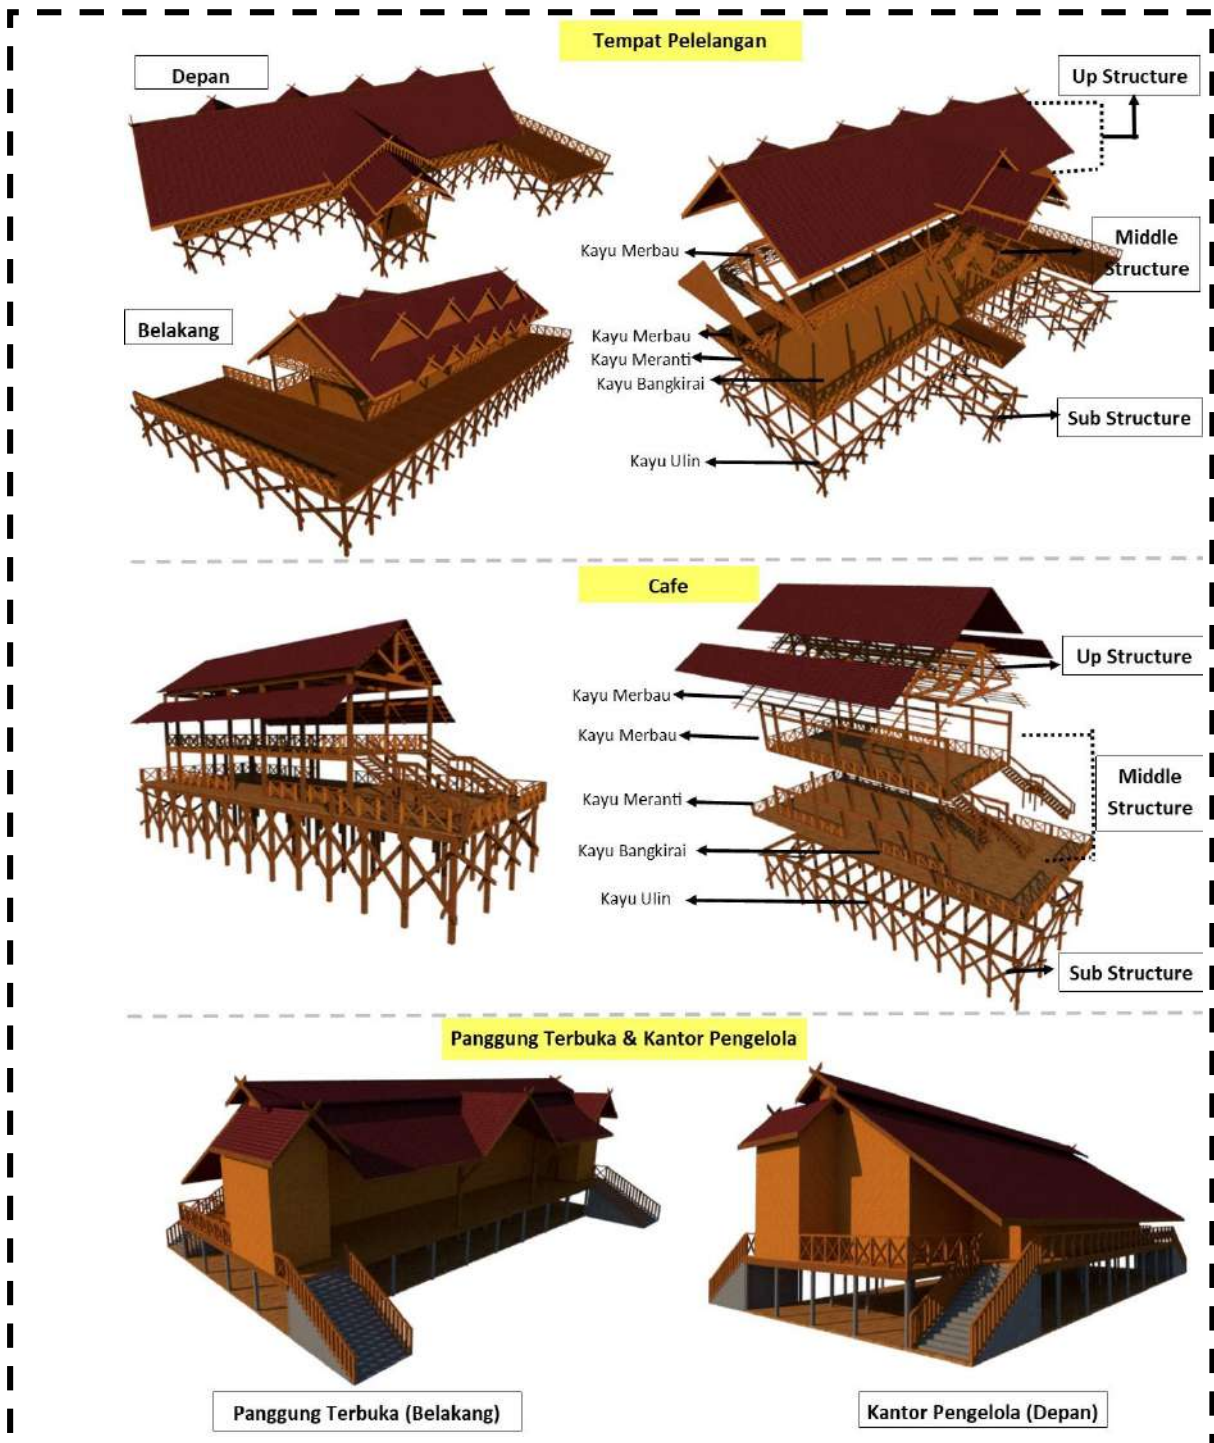 Tempat Pelelangan
Depan
Up Structure
Kayu Merbau
Middle
Structure
Belakang
Kayu Merbau
Kayu Meranti
Kayu Bangkirai
Sub Structure
Kayu Ulin
Cafe
Up Structure
Kayu Merbau
Kayu Merbau
Middle
Structure
Kayu Meranti
Kayu Bangkirai
Kayu Ulin
Sub Structure
Panggung Terbuka & Kantor Pengelola
Panggung Terbuka (Belakang)
Kantor Pengelola (Depan)